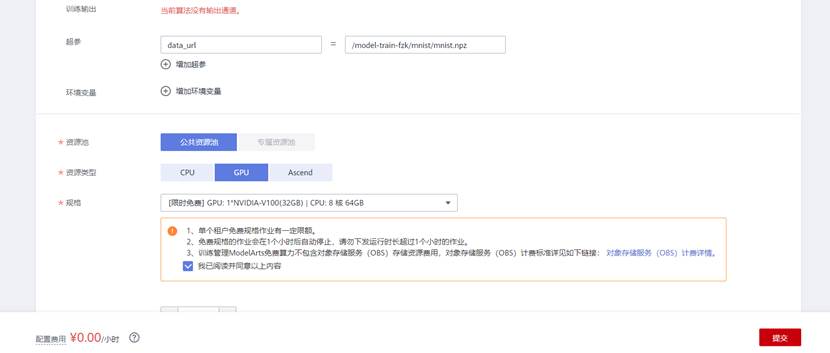 训练输出 当前算法没有输出通道。
超参 data_url = /model-train-fzk/mnist/mnist.npz
增加超参
环境变量 增加环境变量
* 资源池 公共资源池 专属资源池
* 资源类型 CPU GPU Ascend
* 规格 [限时免费] GPU: 1*NVIDIA-V100(32GB) | CPU: 8 核 64GB
1、单个租户免费规格作业有一定限额。
2、免费规格的作业会在1个小时后自动停止，请勿下发运行时长超过1个小时的作业。
3、训练管理ModelArts免费算力不包含对象存储服务（OBS）存储资源费用，对象存储服务（OBS）计费标准详见如下链接： 对象存储服务（OBS）计费详情。
我已阅读并同意以上内容
配置费用 ¥0.00/小时 ? 提交